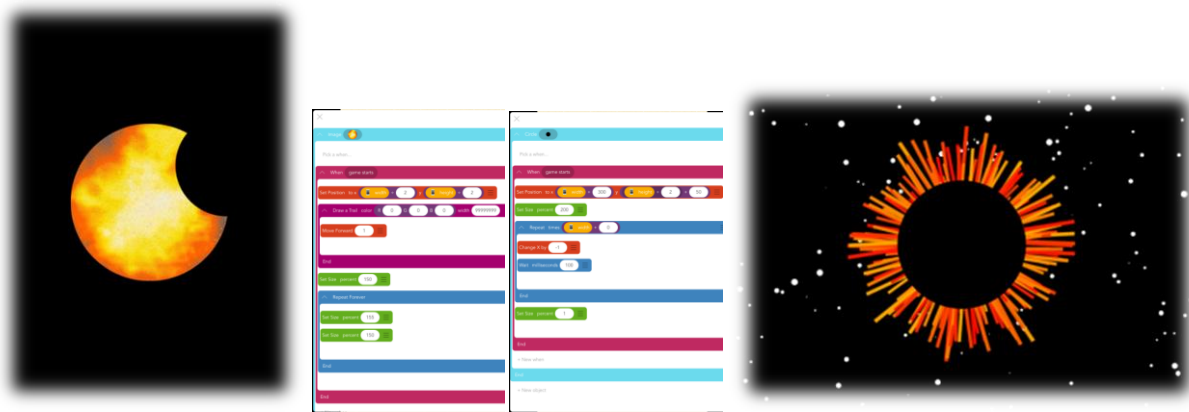 Image
Pick a when...
When game starts
Set Position to x width ÷ 2 y height ÷ 2
Draw a Trail color R 0 G 0 B 0 width 9999999
Move Forward 1
End
Set Size percent 150
Repeat Forever
Set Size percent 155
Set Size percent 150
End
End
Circle
Pick a when...
When game starts
Set Position to x width + 300 y height ÷ 2 + 50
Set Size percent 200
Repeat times width +
Change X by -1
Wait milliseconds 100
End
Set Size percent 1
End
+ New when
End
+ New object